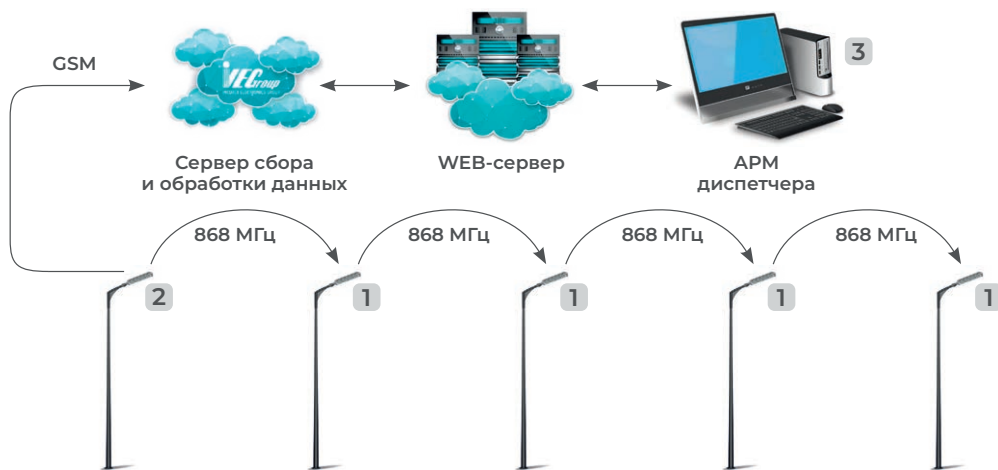 GSM
3
Сервер сбора
и обработки данных
WEB-сервер
АРМ
диспетчера
868 МГц
868 МГц
868 МГц
868 МГц
2
1
1
1
1